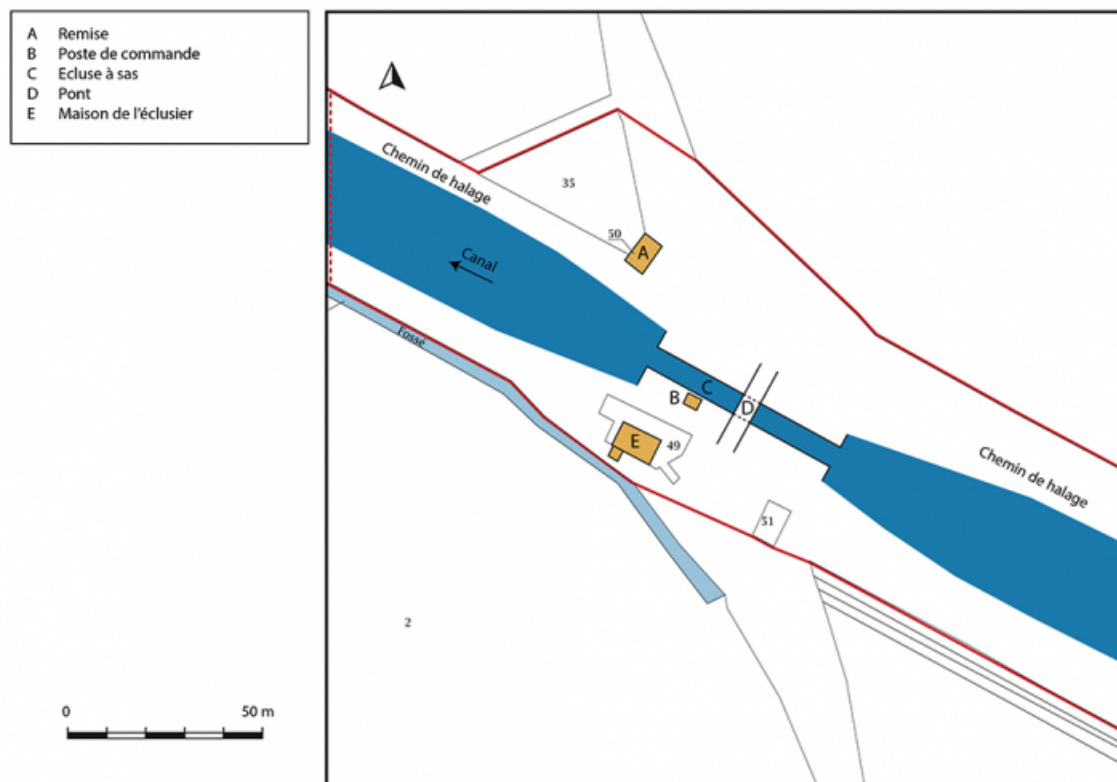 A Remise
B Poste de commande
C Ecluse à sas
D Pont
E Maison de l'éclusier
Chemin de halage
35
50
A
Canal
Fossé
C
B
D
E
49
Chemin de halage
51
2
0 50 m